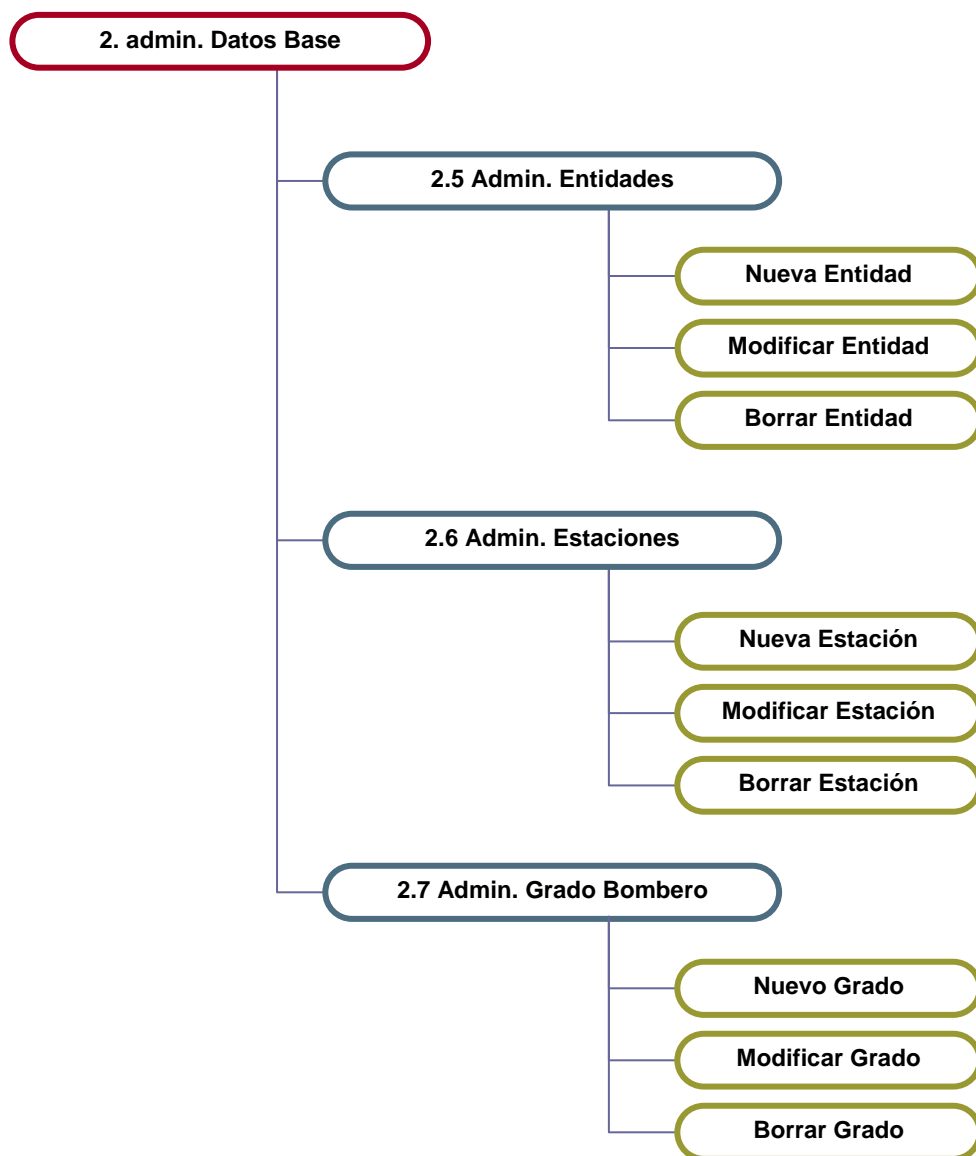 2. admin. Datos Base
2.5 Admin. Entidades
Nueva Entidad
Modificar Entidad
Borrar Entidad
2.6 Admin. Estaciones
Nueva Estación
Modificar Estación
Borrar Estación
2.7 Admin. Grado Bombero
Nuevo Grado
Modificar Grado
Borrar Grado